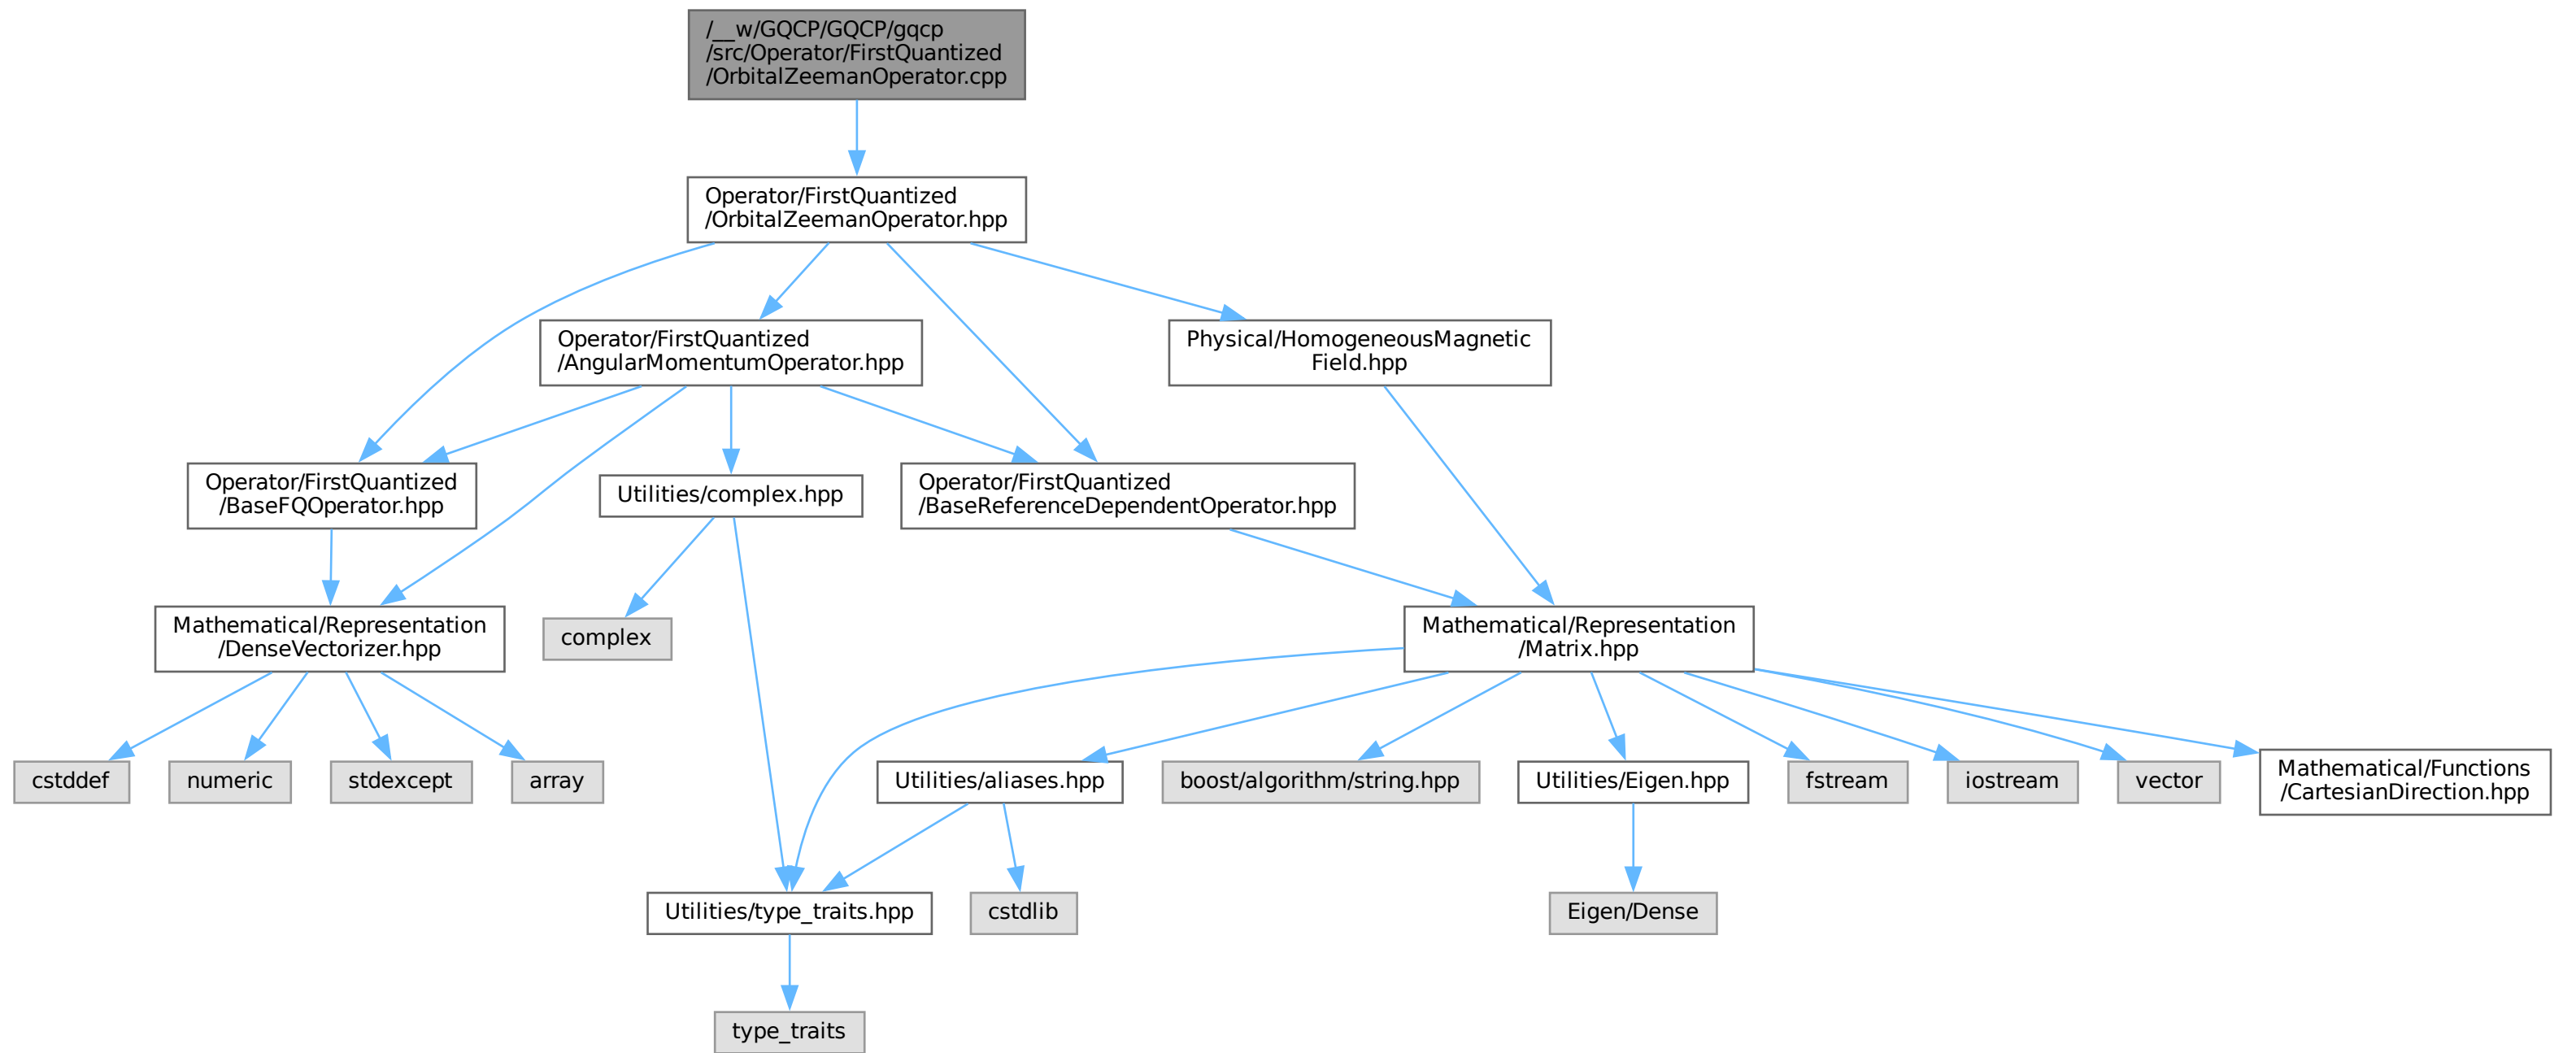 /__w/GQCP/GQCP/gqcp
/src/Operator/FirstQuantized
/OrbitalZeemanOperator.cpp
Operator/FirstQuantized
/OrbitalZeemanOperator.hpp
Operator/FirstQuantized
/AngularMomentumOperator.hpp
Physical/HomogeneousMagnetic
Field.hpp
Operator/FirstQuantized
/BaseFQOperator.hpp
Utilities/complex.hpp
Operator/FirstQuantized
/BaseReferenceDependentOperator.hpp
Mathematical/Representation
/DenseVectorizer.hpp
complex
Mathematical/Representation
/Matrix.hpp
cstddef
numeric
stdexcept
array
Utilities/aliases.hpp
boost/algorithm/string.hpp
Utilities/Eigen.hpp
fstream
iostream
vector
Mathematical/Functions
/CartesianDirection.hpp
Utilities/type_traits.hpp
cstdlib
Eigen/Dense
type_traits